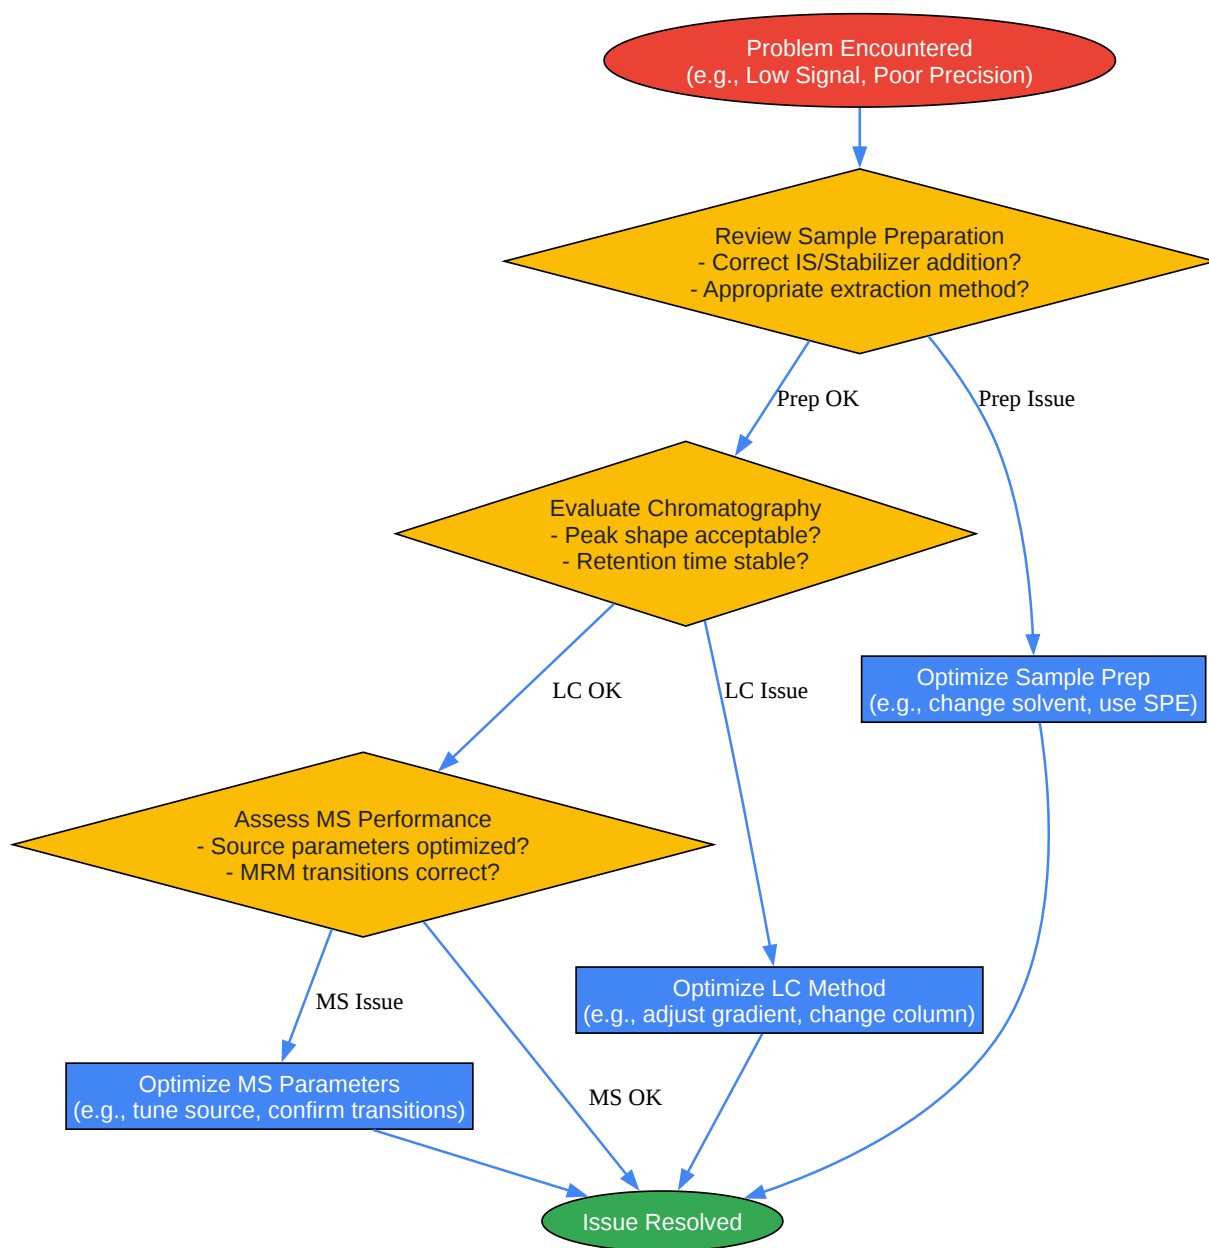 Problem Encountered
(e.g., Low Signal, Poor Precision)
Review Sample Preparation
- Correct IS/Stabilizer addition?
- Appropriate extraction method?
Prep OK
Prep Issue
Evaluate Chromatography
- Peak shape acceptable?
- Retention time stable?
LC OK
LC Issue
Optimize Sample Prep
(e.g., change solvent, use SPE)
Assess MS Performance
- Source parameters optimized?
- MRM transitions correct?
Optimize LC Method
(e.g., adjust gradient, change column)
MS Issue
Optimize MS Parameters
(e.g., tune source, confirm transitions)
MS OK
Issue Resolved